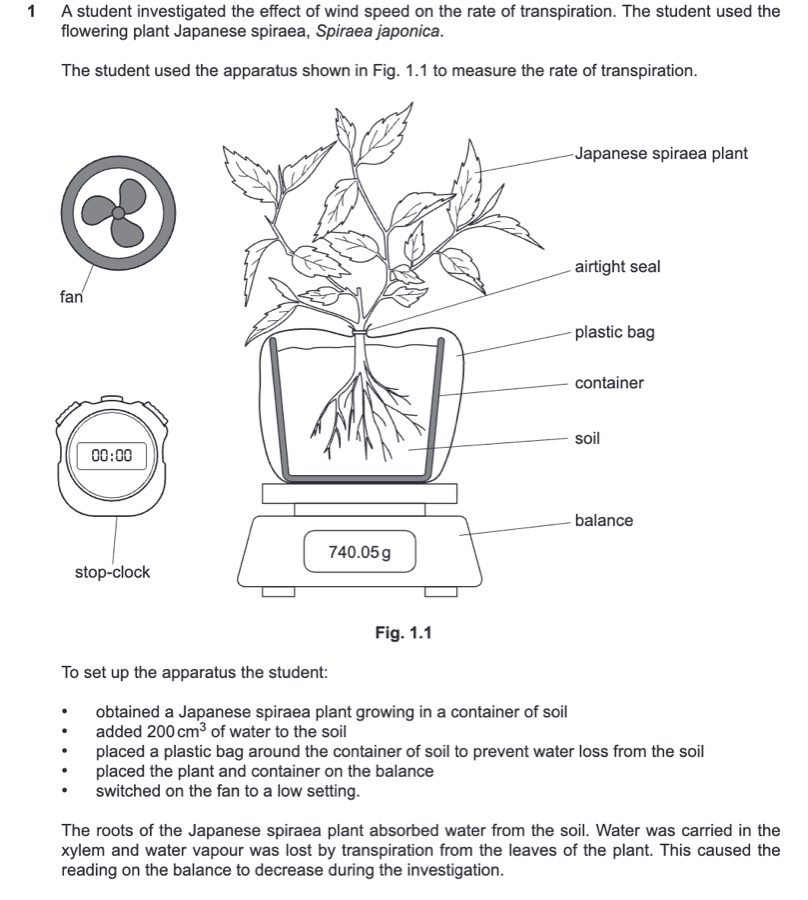 1 A student investigated the effect of wind speed on the rate of transpiration. The student used the
flowering plant Japanese spiraea, Spiraea japonica.
The student used the apparatus shown in Fig. 1.1 to measure the rate of transpiration.
Japanese spiraea plant
airtight seal
fan
plastic bag
container
soil
00:00
balance
740.05 g
stop-clock
Fig. 1.1
To set up the apparatus the student:
• obtained a Japanese spiraea plant growing in a container of soil
• added 200 cm³ of water to the soil
• placed a plastic bag around the container of soil to prevent water loss from the soil
• placed the plant and container on the balance
• switched on the fan to a low setting.
The roots of the Japanese spiraea plant absorbed water from the soil. Water was carried in the
xylem and water vapour was lost by transpiration from the leaves of the plant. This caused the
reading on the balance to decrease during the investigation.